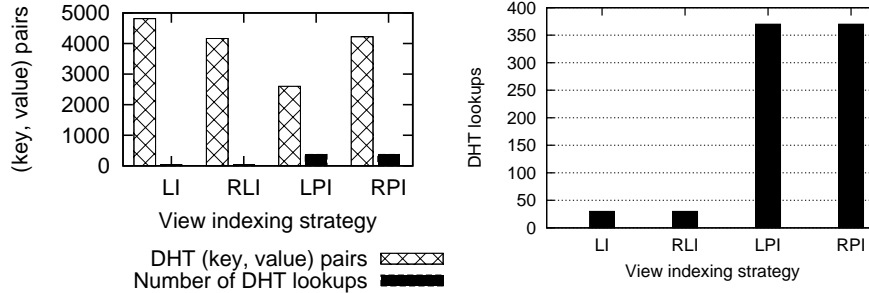 (key, value) pairs
5000
4000
3000
2000
1000
0
LI RLI LPI RPI
View indexing strategy
DHT (key, value) pairs
Number of DHT lookups
DHT lookups
400
350
300
250
200
150
100
50
0
LI RLI LPI RPI
View indexing strategy